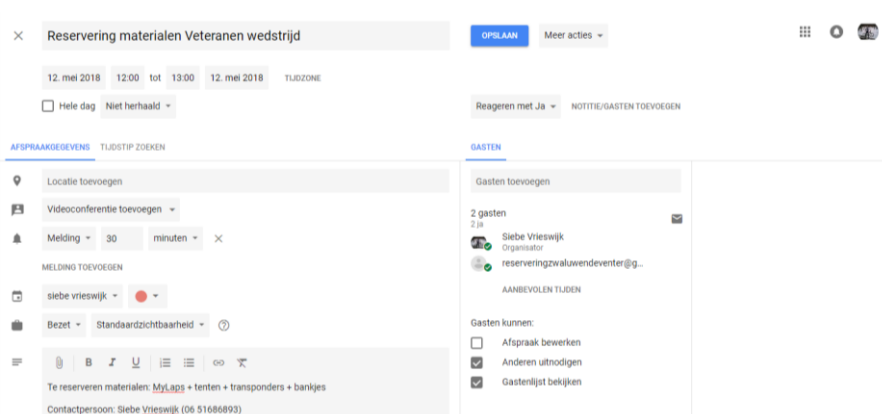 Reservering materialen Veteranen wedstrijd
OPSLAAN
Meer acties
12. mei 2018 12:00 tot 13:00 12. mei 2018 TIJDZONE
Hele dag Niet herhaald
Reageren met Ja NOTITIE/GASTEN TOEVOEGEN
AFSPRAAKGEGEVENS TIJDSTIP ZOEKEN
Locatie toevoegen
Videoconferentie toevoegen
Melding 30 minuten
MELDING TOEVOEGEN
siebe vrieswijk
Bezet Standaardzichtbaarheid ?
B I U
Te reserveren materialen: MyLaps + tenten + transponders + bankjes
Contactpersoon: Siebe Vrieswijk (06 51686893)
GASTEN
Gasten toevoegen
2 gasten
2 ja
Siebe Vrieswijk
Organisator
reserveringzwaluwendeventer@g...
AANBEVOLEN TIJDEN
Gasten kunnen:
Afspraak bewerken
Anderen uitnodigen
Gastenlijst bekijken